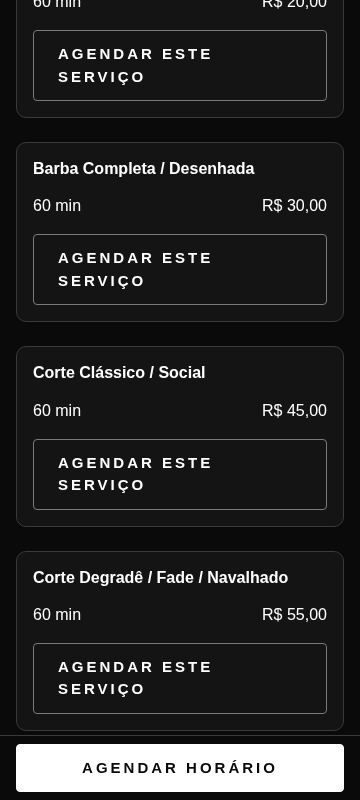 60 min R$ 20,00
AGENDAR ESTE
SERVIÇO
Barba Completa / Desenhada
60 min R$ 30,00
AGENDAR ESTE
SERVIÇO
Corte Clássico / Social
60 min R$ 45,00
AGENDAR ESTE
SERVIÇO
Corte Degradê / Fade / Navalhado
60 min R$ 55,00
AGENDAR ESTE
SERVIÇO
AGENDAR HORÁRIO